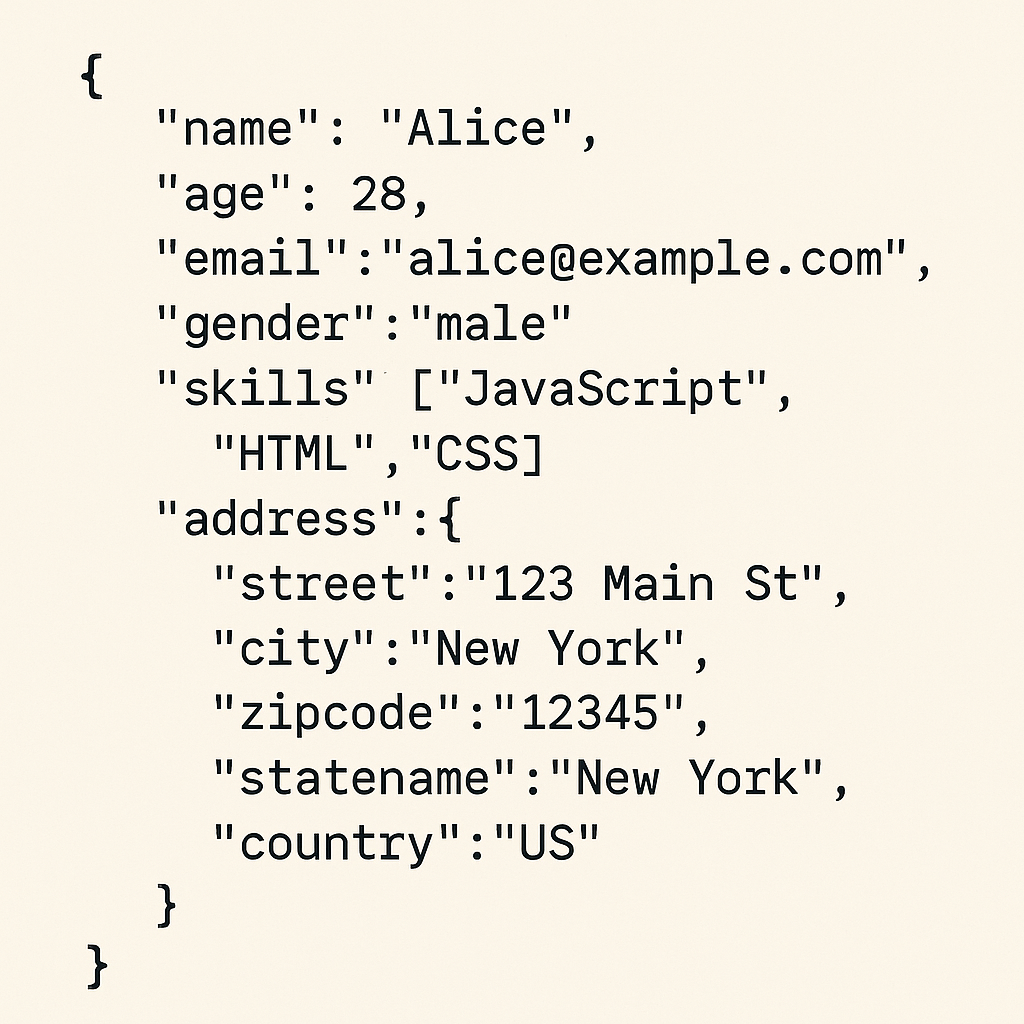 {
"name": "Alice",
"age": 28,
"email":"alice@example.com",
"gender":"male"
"skills" ["JavaScript",
"HTML","CSS]
"address":{
"street":"123 Main St",
"city":"New York",
"zipcode":"12345",
"statename":"New York",
"country":"US"
}
}